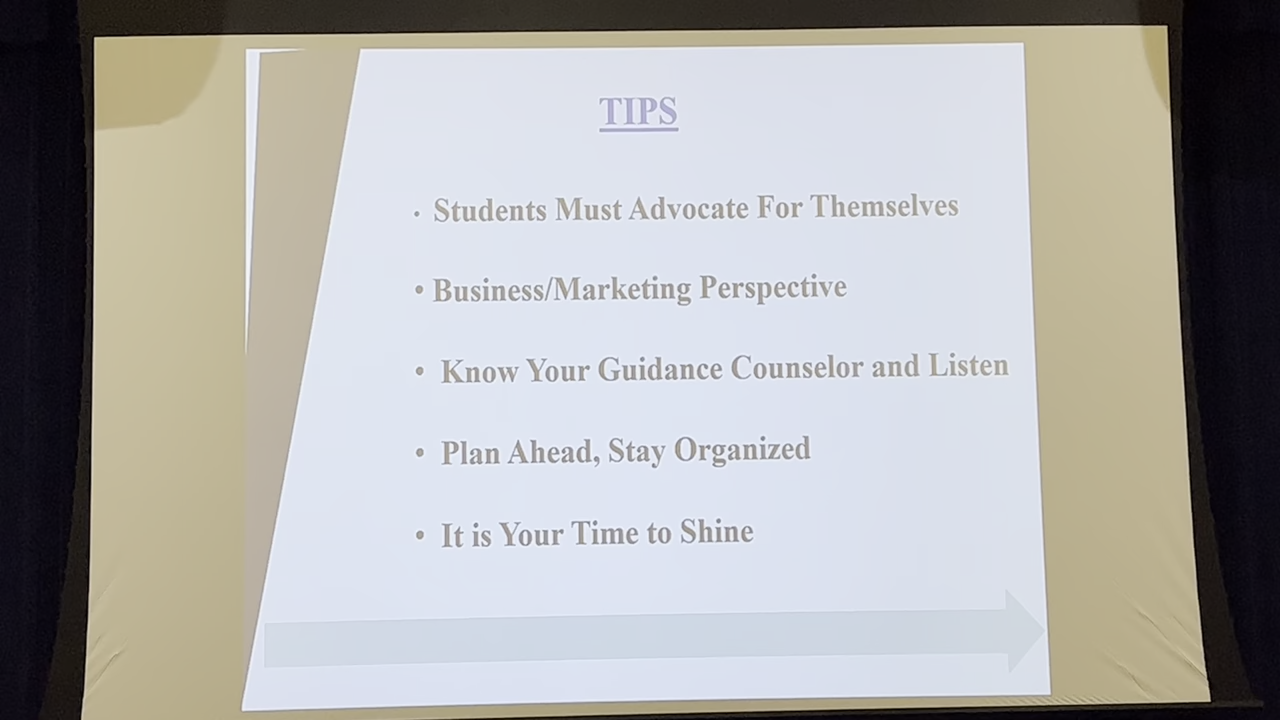 TIPS
• Students Must Advocate For Themselves
• Business/Marketing Perspective
• Know Your Guidance Counselor and Listen
• Plan Ahead, Stay Organized
• It is Your Time to Shine